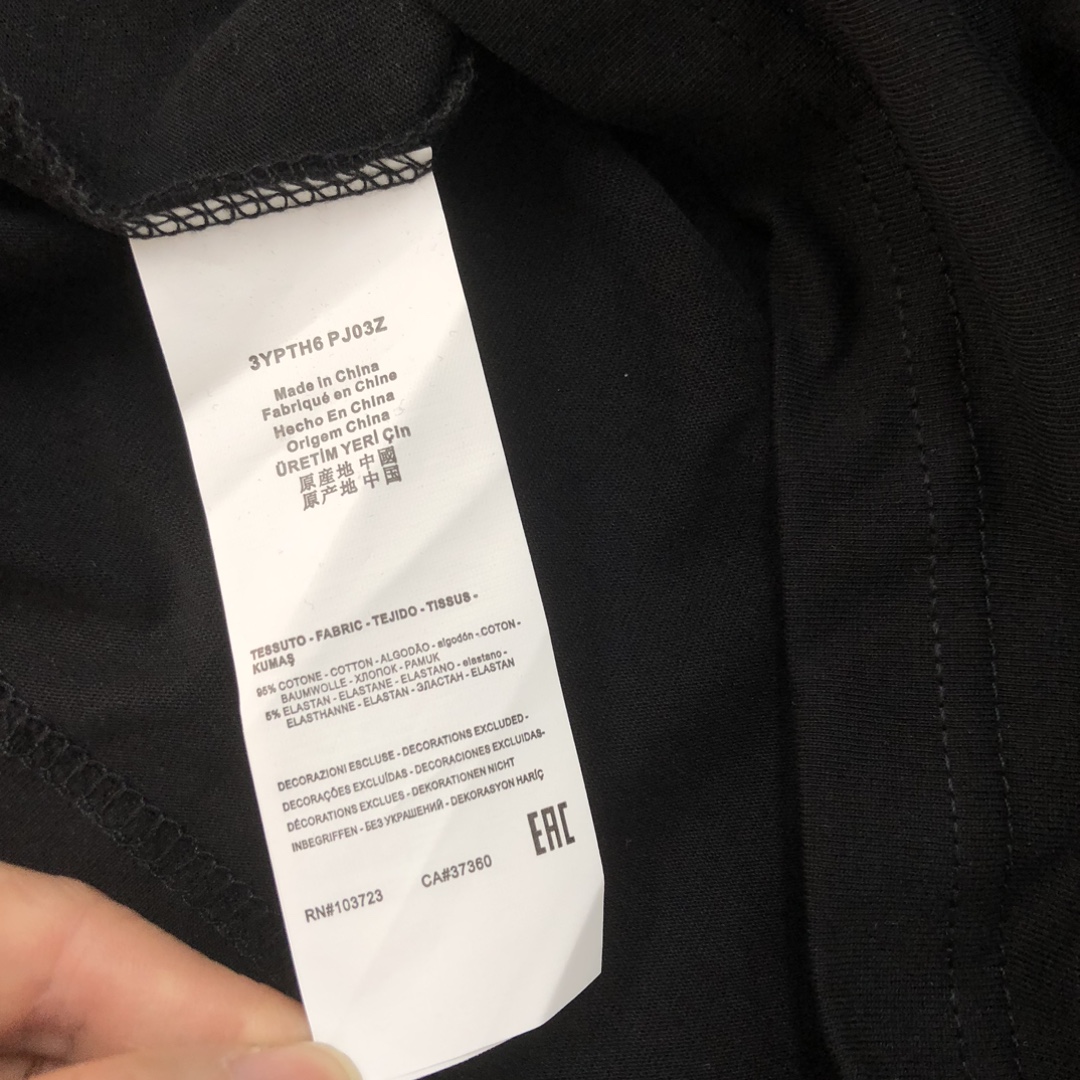 3YPTH6 PJ03Z
Made in China
Fabriqué en Chine
Hecho En China
Origem China
ÜRETİM YERİ Çin
原産地 中國
原产地 中国
TESSUTO - FABRIC - TEJIDO - TISSUS -
KUMAŞ
95% COTONE - COTTON - ALGODÃO - algodón - COTON -
BAUMWOLLE - ХЛОПОК - PAMUK
5% ELASTAN - ELASTANE - ELASTANO - elastano -
ELASTHANNE - ELASTAN - ЭЛАСТАН - ELASTAN
DECORAZIONI ESCLUSE - DECORATIONS EXCLUDED -
DECORAÇÕES EXCLUÍDAS - DECORACIONES EXCLUIDAS-
DÉCORATIONS EXCLUES - DEKORATIONEN NICHT
INBEGRIFFEN - БЕЗ УКРАШЕНИЙ - DEKORASYON HARİÇ
EAC
RN#103723 CA#37360